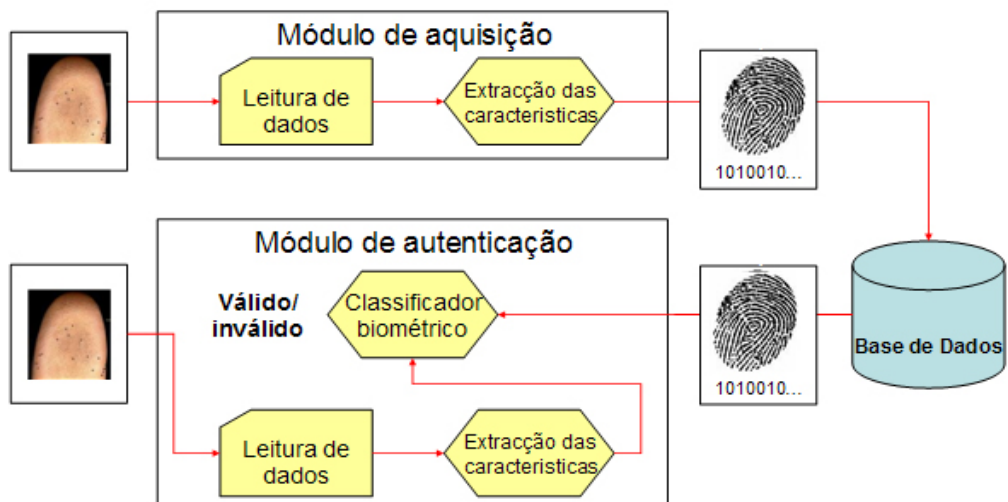 Módulo de aquisição
Leitura de
dados
Extracção das
caracteristicas
1010010...
Módulo de autenticação
Válido/
inválido
Classificador
biométrico
1010010...
Base de Dados
Leitura de
dados
Extracção das
caracteristicas